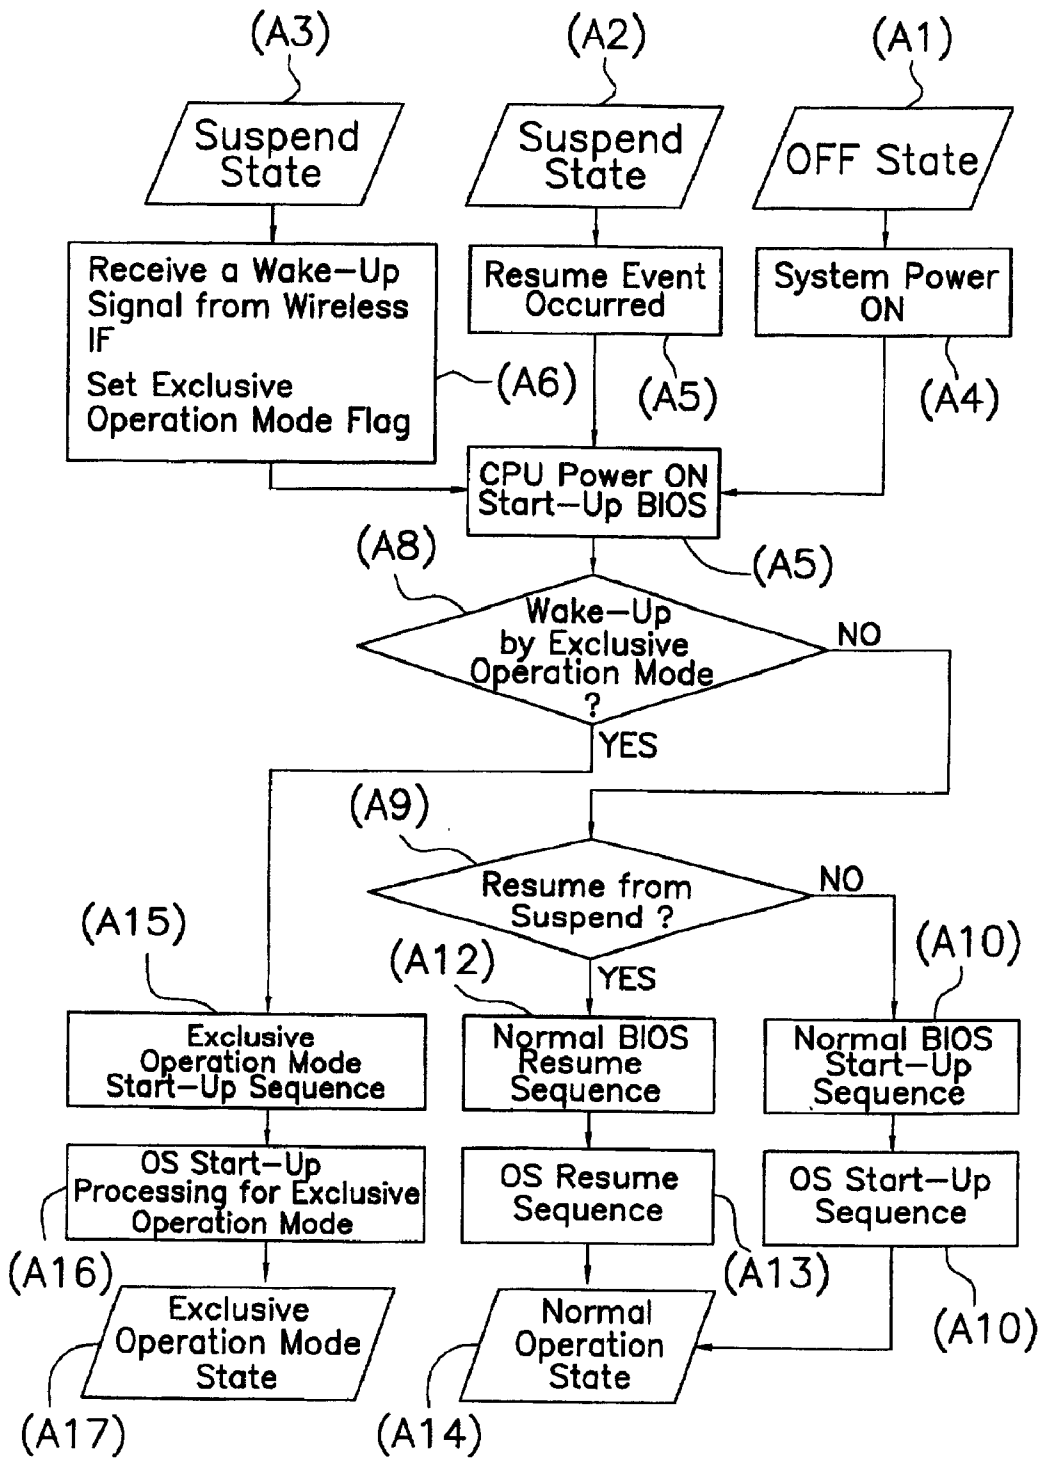 (A3)
(A2)
(A1)
Suspend
State
Suspend
State
OFF State
Receive a Wake-Up
Signal from Wireless
IF
Set Exclusive
Operation Mode Flag
(A6)
Resume Event
Occurred
(A5)
System Power
ON
(A4)
CPU Power ON
Start-Up BIOS
(A5)
(A8)
Wake-Up
by Exclusive
Operation Mode
?
NO
YES
(A9)
Resume from
Suspend ?
NO
YES
(A15)
(A12)
(A10)
Exclusive
Operation Mode
Start-Up Sequence
Normal BIOS
Resume
Sequence
Normal BIOS
Start-Up
Sequence
OS Start-Up
Processing for Exclusive
Operation Mode
(A16)
OS Resume
Sequence
(A13)
OS Start-Up
Sequence
(A10)
Exclusive
Operation Mode
State
(A17)
Normal
Operation
State
(A14)